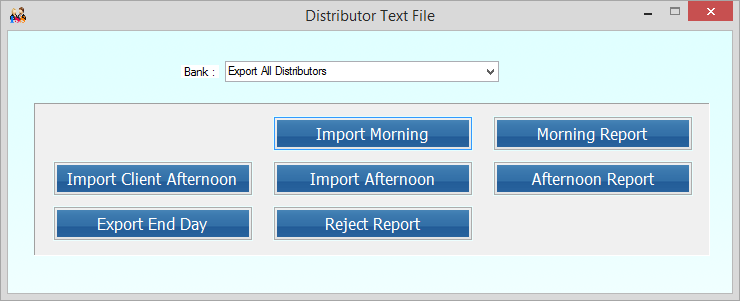 Distributor Text File
Bank : Export All Distributors
Import Morning Morning Report
Import Client Afternoon Import Afternoon Afternoon Report
Export End Day Reject Report